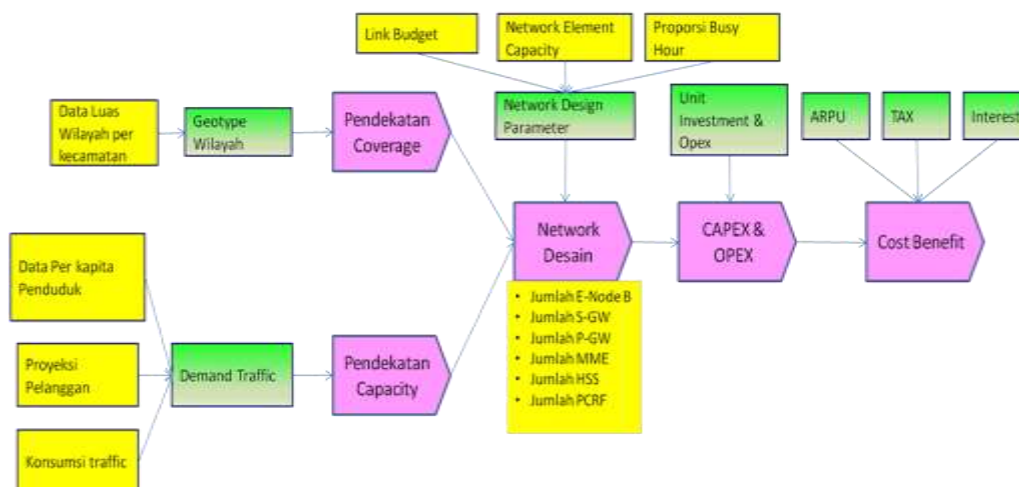 Link Budget
Network Element
Capacity
Proporsi Busy
Hour
Data Luas
Wilayah per
kecamatan
Geotype
Wilayah
Pendekatan
Coverage
Network Design
Parameter
Unit
Investment &
Opex
ARPU
TAX
Interest
Data Per kapita
Penduduk
Proyeksi
Pelanggan
Konsumsi traffic
Demand Traffic
Pendekatan
Capacity
Network
Desain
• Jumlah E-Node B
• Jumlah S-GW
• Jumlah P-GW
• Jumlah MME
• Jumlah HSS
• Jumlah PCRF
CAPEX &
OPEX
Cost Benefit